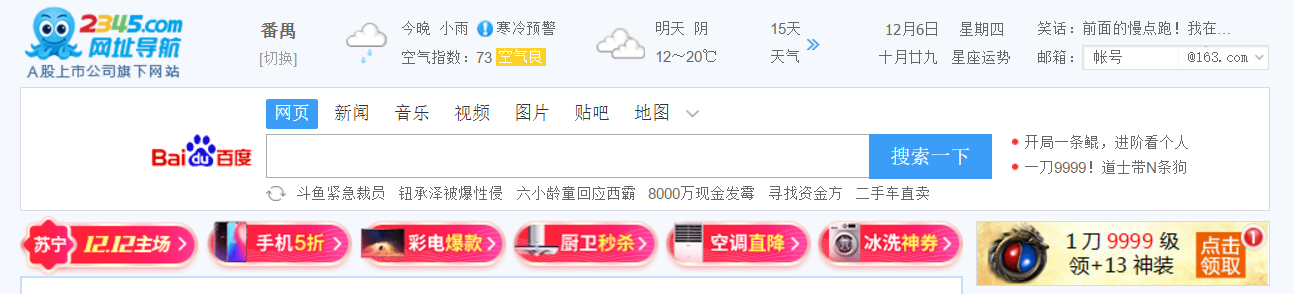 2345.com
网址导航
A股上市公司旗下网站
番禺
[切换]
今晚 小雨 寒冷预警
空气指数：73 空气良
明天 阴
12～20℃
15天
天气
12月6日 星期四
十月廿九 星座运势
笑话：前面的慢点跑！我在...
邮箱： 帐号 @163.com
网页 新闻 音乐 视频 图片 贴吧 地图
Bai du 百度
搜索一下
开局一条鲲，进阶看个人
一刀9999！道士带N条狗
斗鱼紧急裁员 钮承泽被爆性侵 六小龄童回应西霸 8000万现金发霉 寻找资金方 二手车直卖
苏宁 12.12主场
手机5折
彩电爆款
厨卫秒杀
空调直降
冰洗神券
1刀 9999 级
领+13 神装
点击
领取
1